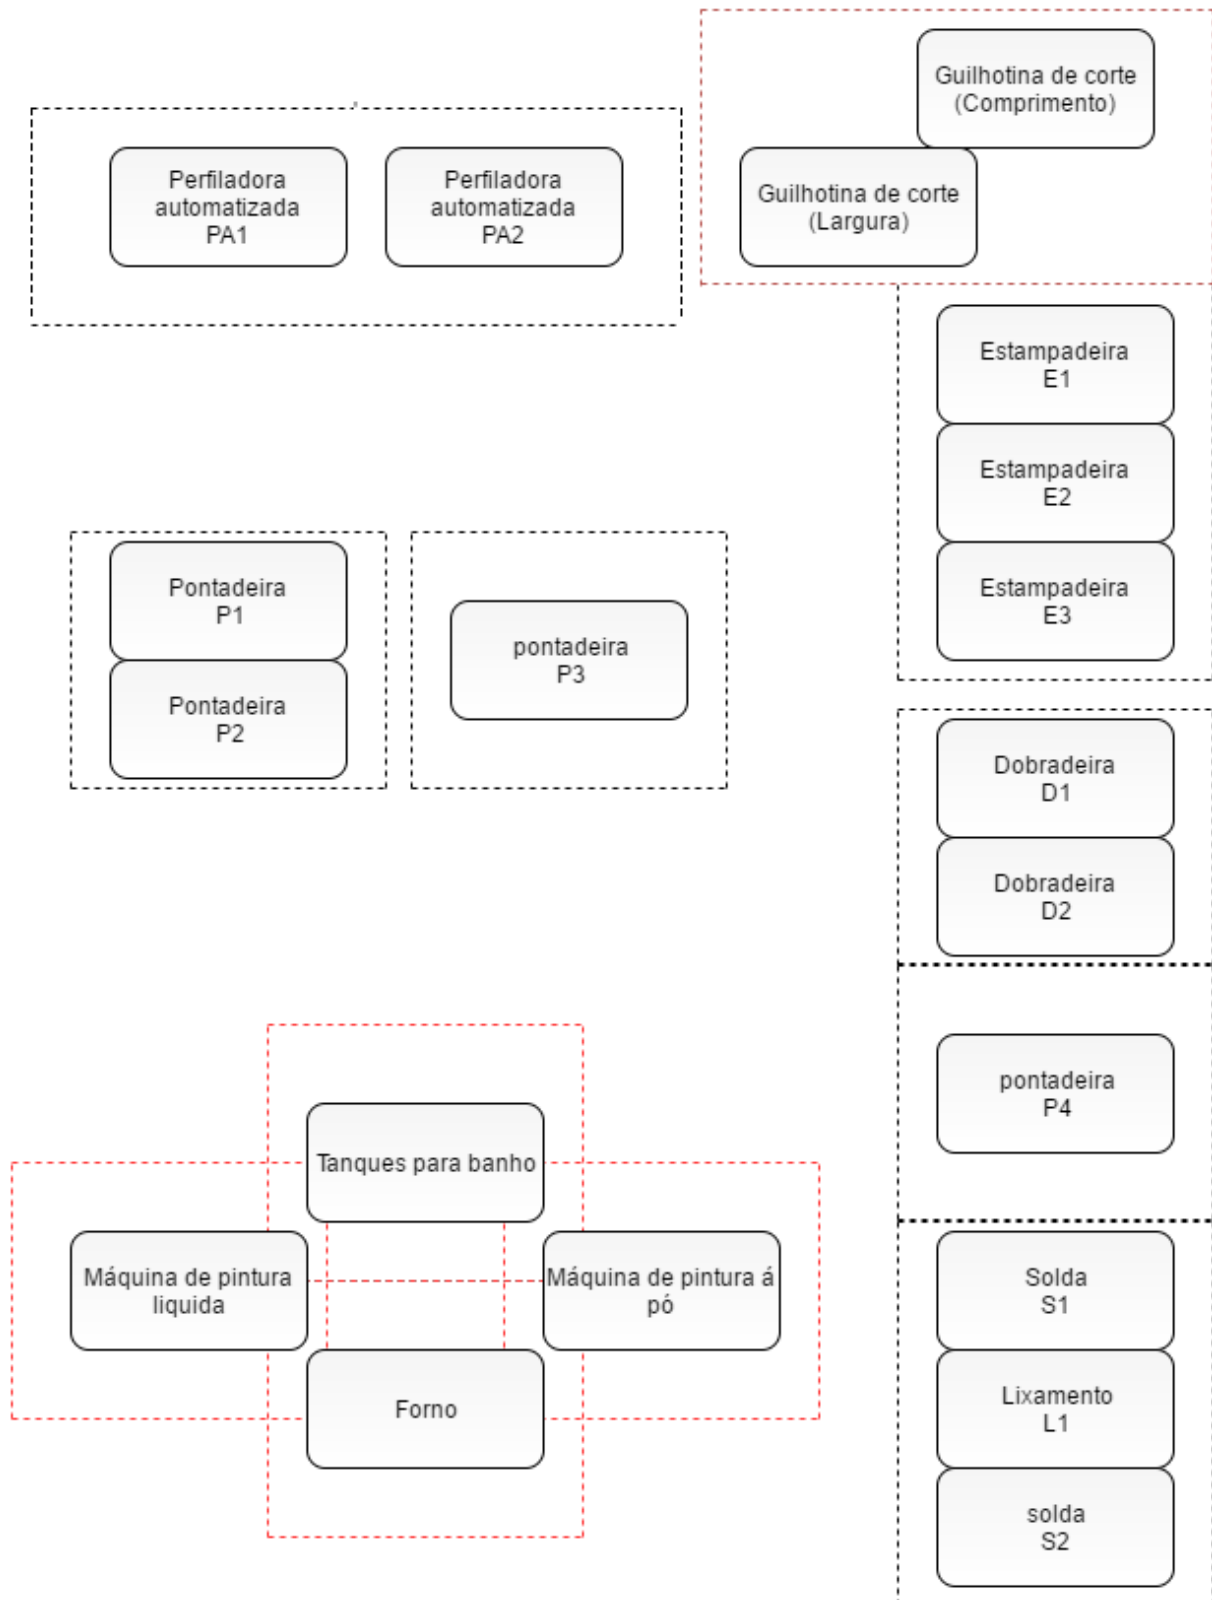 Guilhotina de corte
(Comprimento)
Perfiladora
automatizada
PA1
Perfiladora
automatizada
PA2
Guilhotina de corte
(Largura)
Estampadeira
E1
Estampadeira
E2
Estampadeira
E3
Pontadeira
P1
Pontadeira
P2
pontadeira
P3
Dobradeira
D1
Dobradeira
D2
pontadeira
P4
Tanques para banho
Máquina de pintura
liquida
Máquina de pintura á
pó
Forno
Solda
S1
Lixamento
L1
solda
S2